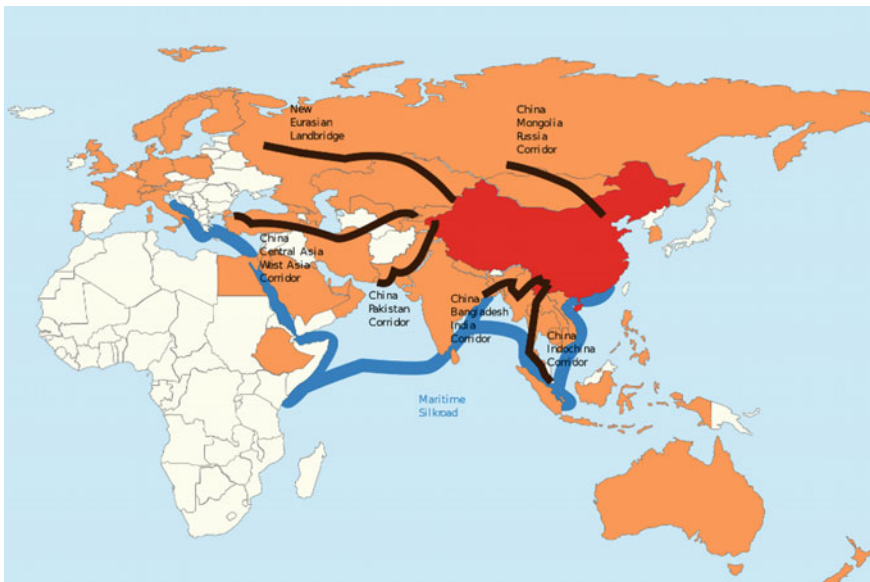 New
Eurasian
Landbridge
China
Mongolia
Russia
Corridor
China
Central Asia
West Asia
Corridor
China
Pakistan
Corridor
China
Bangladesh
India
Corridor
China
Indochina
Corridor
Maritime
Silkroad